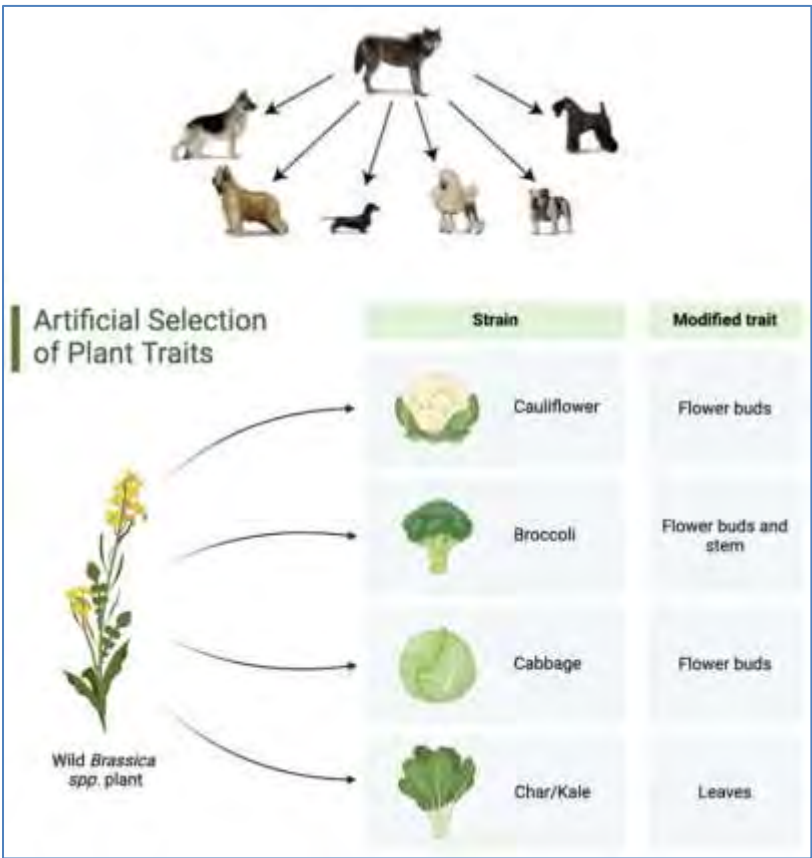 Artificial Selection
of Plant Traits
Strain
Modified trait
Cauliflower
Flower buds
Broccoli
Flower buds and
stem
Cabbage
Flower buds
Char/Kale
Leaves
Wild Brassica
spp. plant